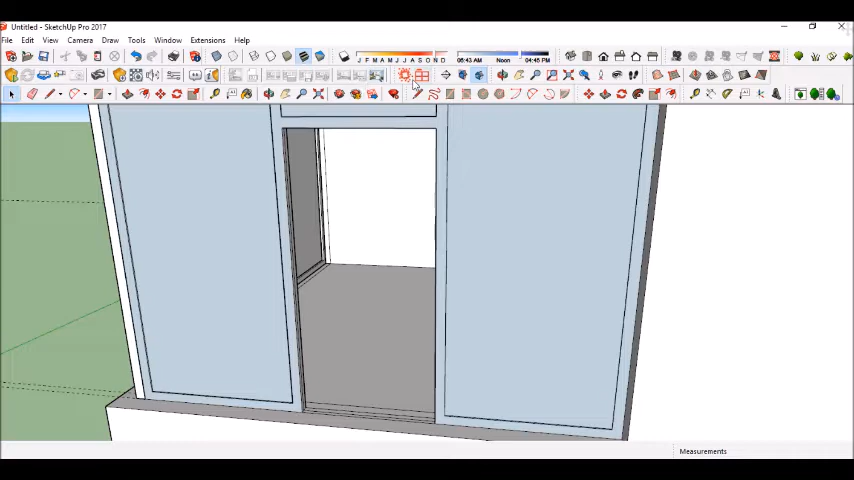 Untitled - SketchUp Pro 2017
File Edit View Camera Draw Tools Window Extensions Help
J F M A M J J A S O N D 06:43 AM Noon 04:45 PM
Measurements